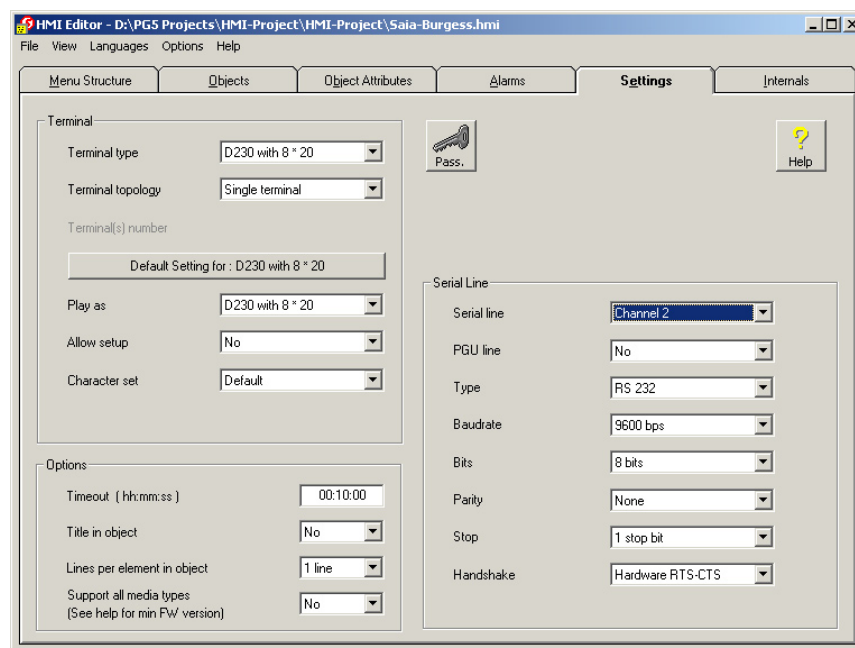 HMI Editor - D:\PG5 Projects\HMI-Project\HMI-Project\Saia-Burgess.hmi
File View Languages Options Help
Menu Structure Objects Object Attributes Alarms Settings Internals
Terminal
Terminal type D230 with 8 * 20
Terminal topology Single terminal
Terminal(s) number
Default Setting for : D230 with 8 * 20
Play as D230 with 8 * 20
Allow setup No
Character set Default
Options
Timeout ( hh:mm:ss ) 00:10:00
Title in object No
Lines per element in object 1 line
Support all media types
(See help for min FW version) No
Pass.
Help
Serial Line
Serial line Channel 2
PGU line No
Type RS 232
Baudrate 9600 bps
Bits 8 bits
Parity None
Stop 1 stop bit
Handshake Hardware RTS-CTS